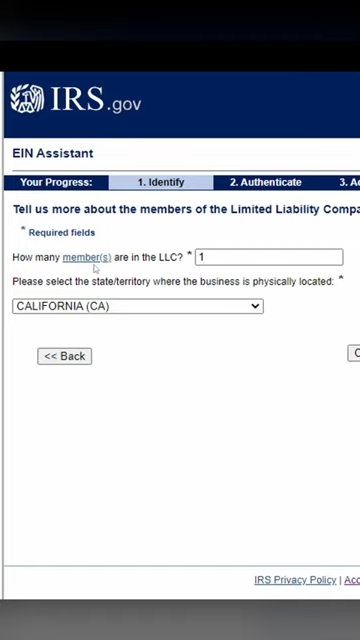 IRS.gov
EIN Assistant
Your Progress: 1. Identify 2. Authenticate 3.
Tell us more about the members of the Limited Liability
* Required fields
How many member(s) are in the LLC? * 1
Please select the state/territory where the business is physically located: *
CALIFORNIA (CA)
<< Back
IRS Privacy Policy |